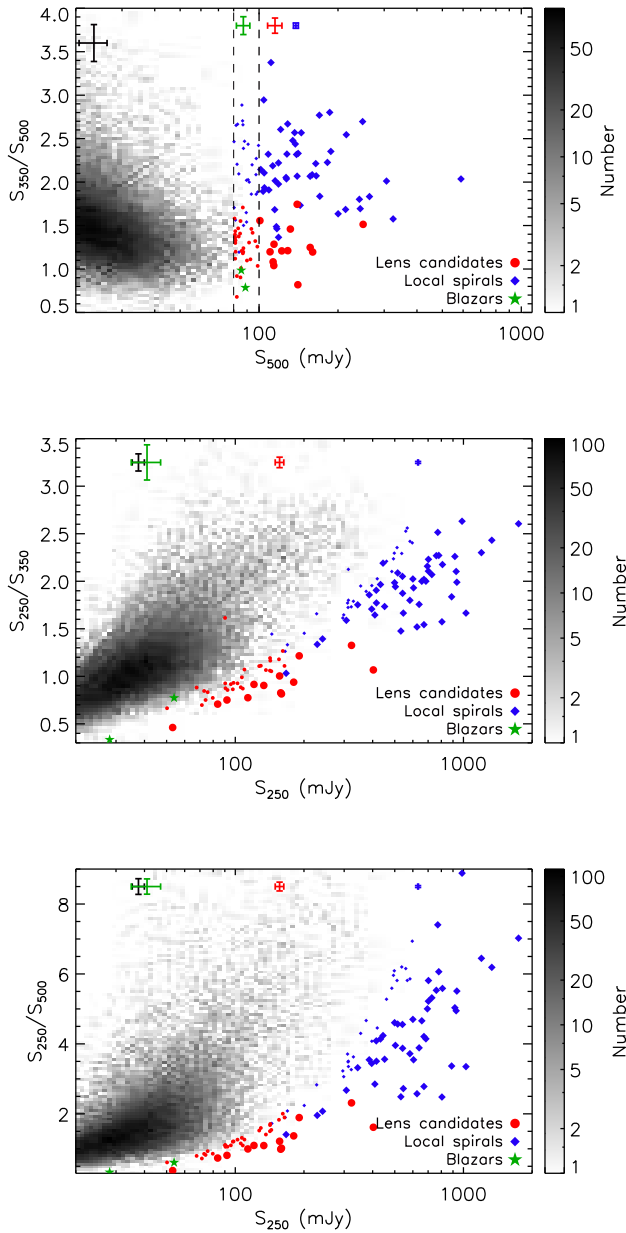 4.0
3.5
3.0
2.5
2.0
1.5
1.0
0.5
S350/S500
100
1000
S500 (mJy)
Lens candidates
Local spirals
Blazars
50
20
10
5
2
1
Number
3.5
3.0
2.5
2.0
1.5
1.0
0.5
S250/S350
100
1000
S250 (mJy)
Lens candidates
Local spirals
Blazars
100
50
20
10
5
2
1
Number
8
6
4
2
S250/S500
100
1000
S250 (mJy)
Lens candidates
Local spirals
Blazars
100
50
20
10
5
2
1
Number